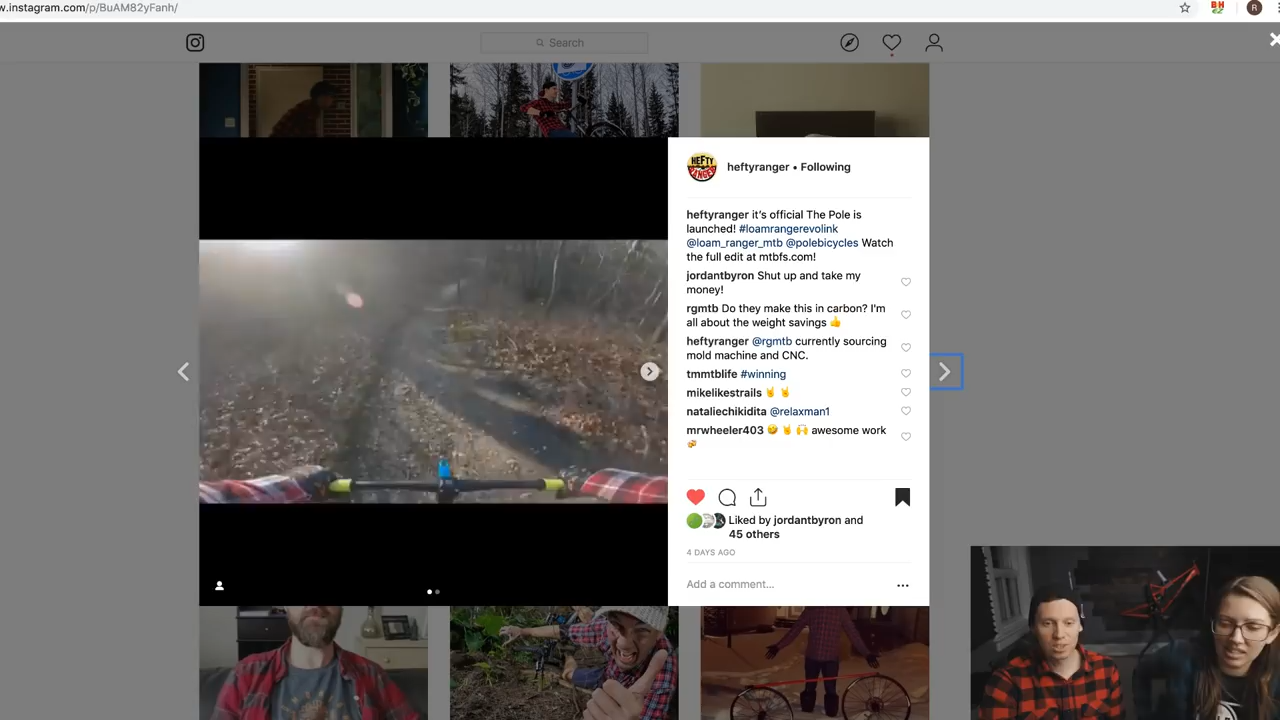 w.instagram.com/p/BuAM82yFanh/
BH
R
Search
HEFTY
RANGER
heftyranger • Following
heftyranger it's official The Pole is
launched! #loamrangerevolink
@loam_ranger_mtb @polebicycles Watch
the full edit at mtbfs.com!
jordantbyron Shut up and take my
money!
rgmtb Do they make this in carbon? I'm
all about the weight savings 👍
heftyranger @rgmtb currently sourcing
mold machine and CNC.
tmmtblife #winning
mikelikestrails 🤘 🤘
nataliechikidita @relaxman1
mrwheeler403 🤣 🤘 🙌 awesome work
Liked by jordantbyron and
45 others
4 DAYS AGO
Add a comment...